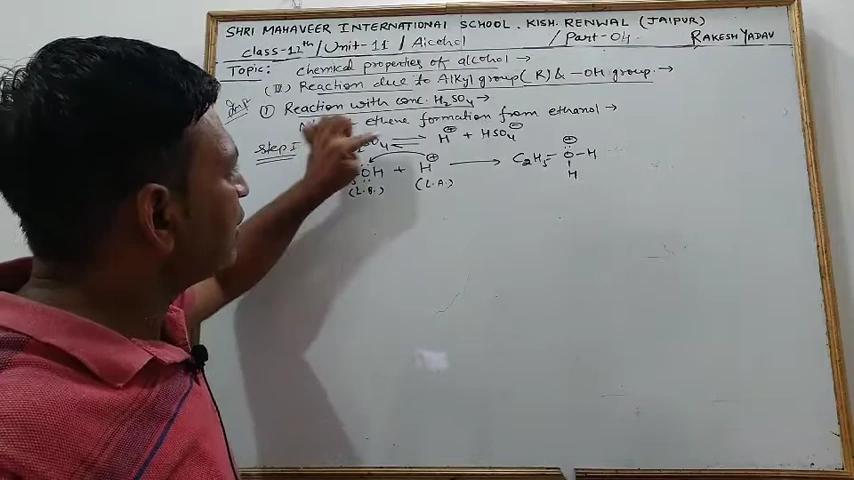 SHRI MAHAVEER INTERNATIONAL SCHOOL. KISH. RENWAL (JAIPUR)
class-12th/Unit-11/Alcohol /Part-04 RAKESH YADAV
Topic: chemical properties of alcohol →
(III) Reaction due to Alkyl group (R) & -OH group. →
Imp ① Reaction with conc. H2SO4 →
ethene formation from ethanol →
step I SO4 ⇌ H⊕ + HSO4⊖
OH + H⊕ → C2H5-O⊕-H
H
(L.B.) (L.A.)